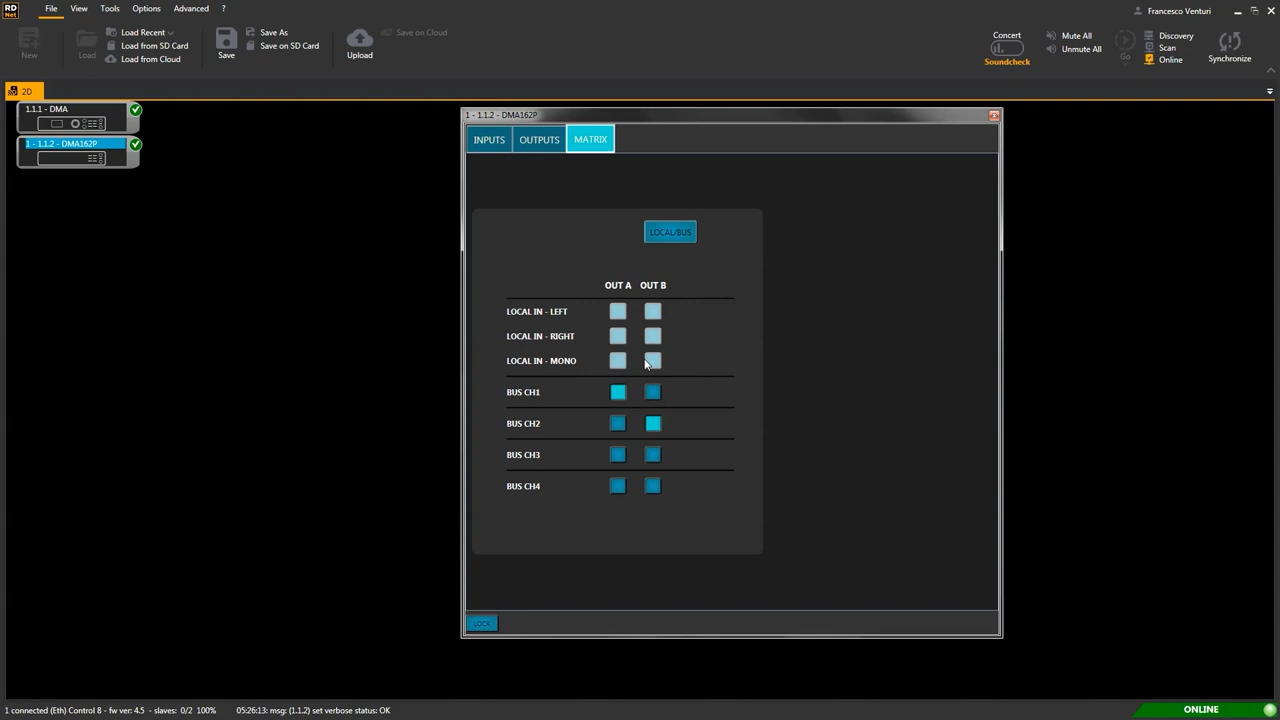 RD
Net
File View Tools Options Advanced ?
Francesco Venturi
New
Load
Load Recent
Load from SD Card
Load from Cloud
Save
Save As
Save on SD Card
Upload
Save on Cloud
Concert
Soundcheck
Mute All
Unmute All
Go
Discovery
Scan
Online
Synchronize
2D
1.1.1 - DMA
1 - 1.1.2 - DMA162P
1 - 1.1.2 - DMA162P
INPUTS OUTPUTS MATRIX
LOCAL/BUS
OUT A OUT B
LOCAL IN - LEFT
LOCAL IN - RIGHT
LOCAL IN - MONO
BUS CH1
BUS CH2
BUS CH3
BUS CH4
LOCK
1 connected (Eth) Control 8 - fw ver: 4.5 - slaves: 0/2 100% 05:26:13: msg: (1.1.2) set verbose status: OK
ONLINE